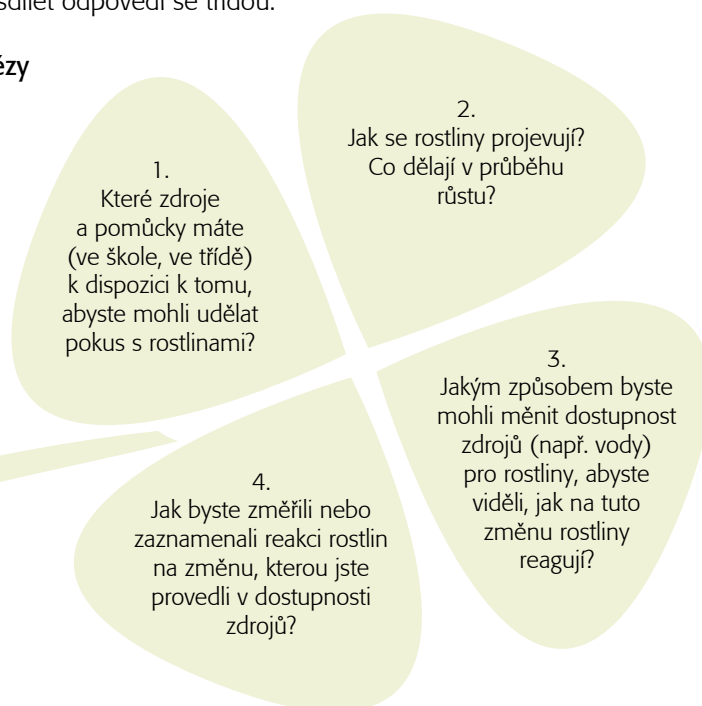 sdílet odpovědi se třídou.
ézy
1.
Které zdroje
a pomůcky máte
(ve škole, ve třídě)
k dispozici k tomu,
abyste mohli udělat
pokus s rostlinami?
2.
Jak se rostliny projevují?
Co dělají v průběhu
růstu?
3.
Jakým způsobem byste
mohli měnit dostupnost
zdrojů (např. vody)
pro rostliny, abyste
viděli, jak na tuto
změnu rostliny
reagují?
4.
Jak byste změřili nebo
zaznamenali reakci rostlin
na změnu, kterou jste
provedli v dostupnosti
zdrojů?